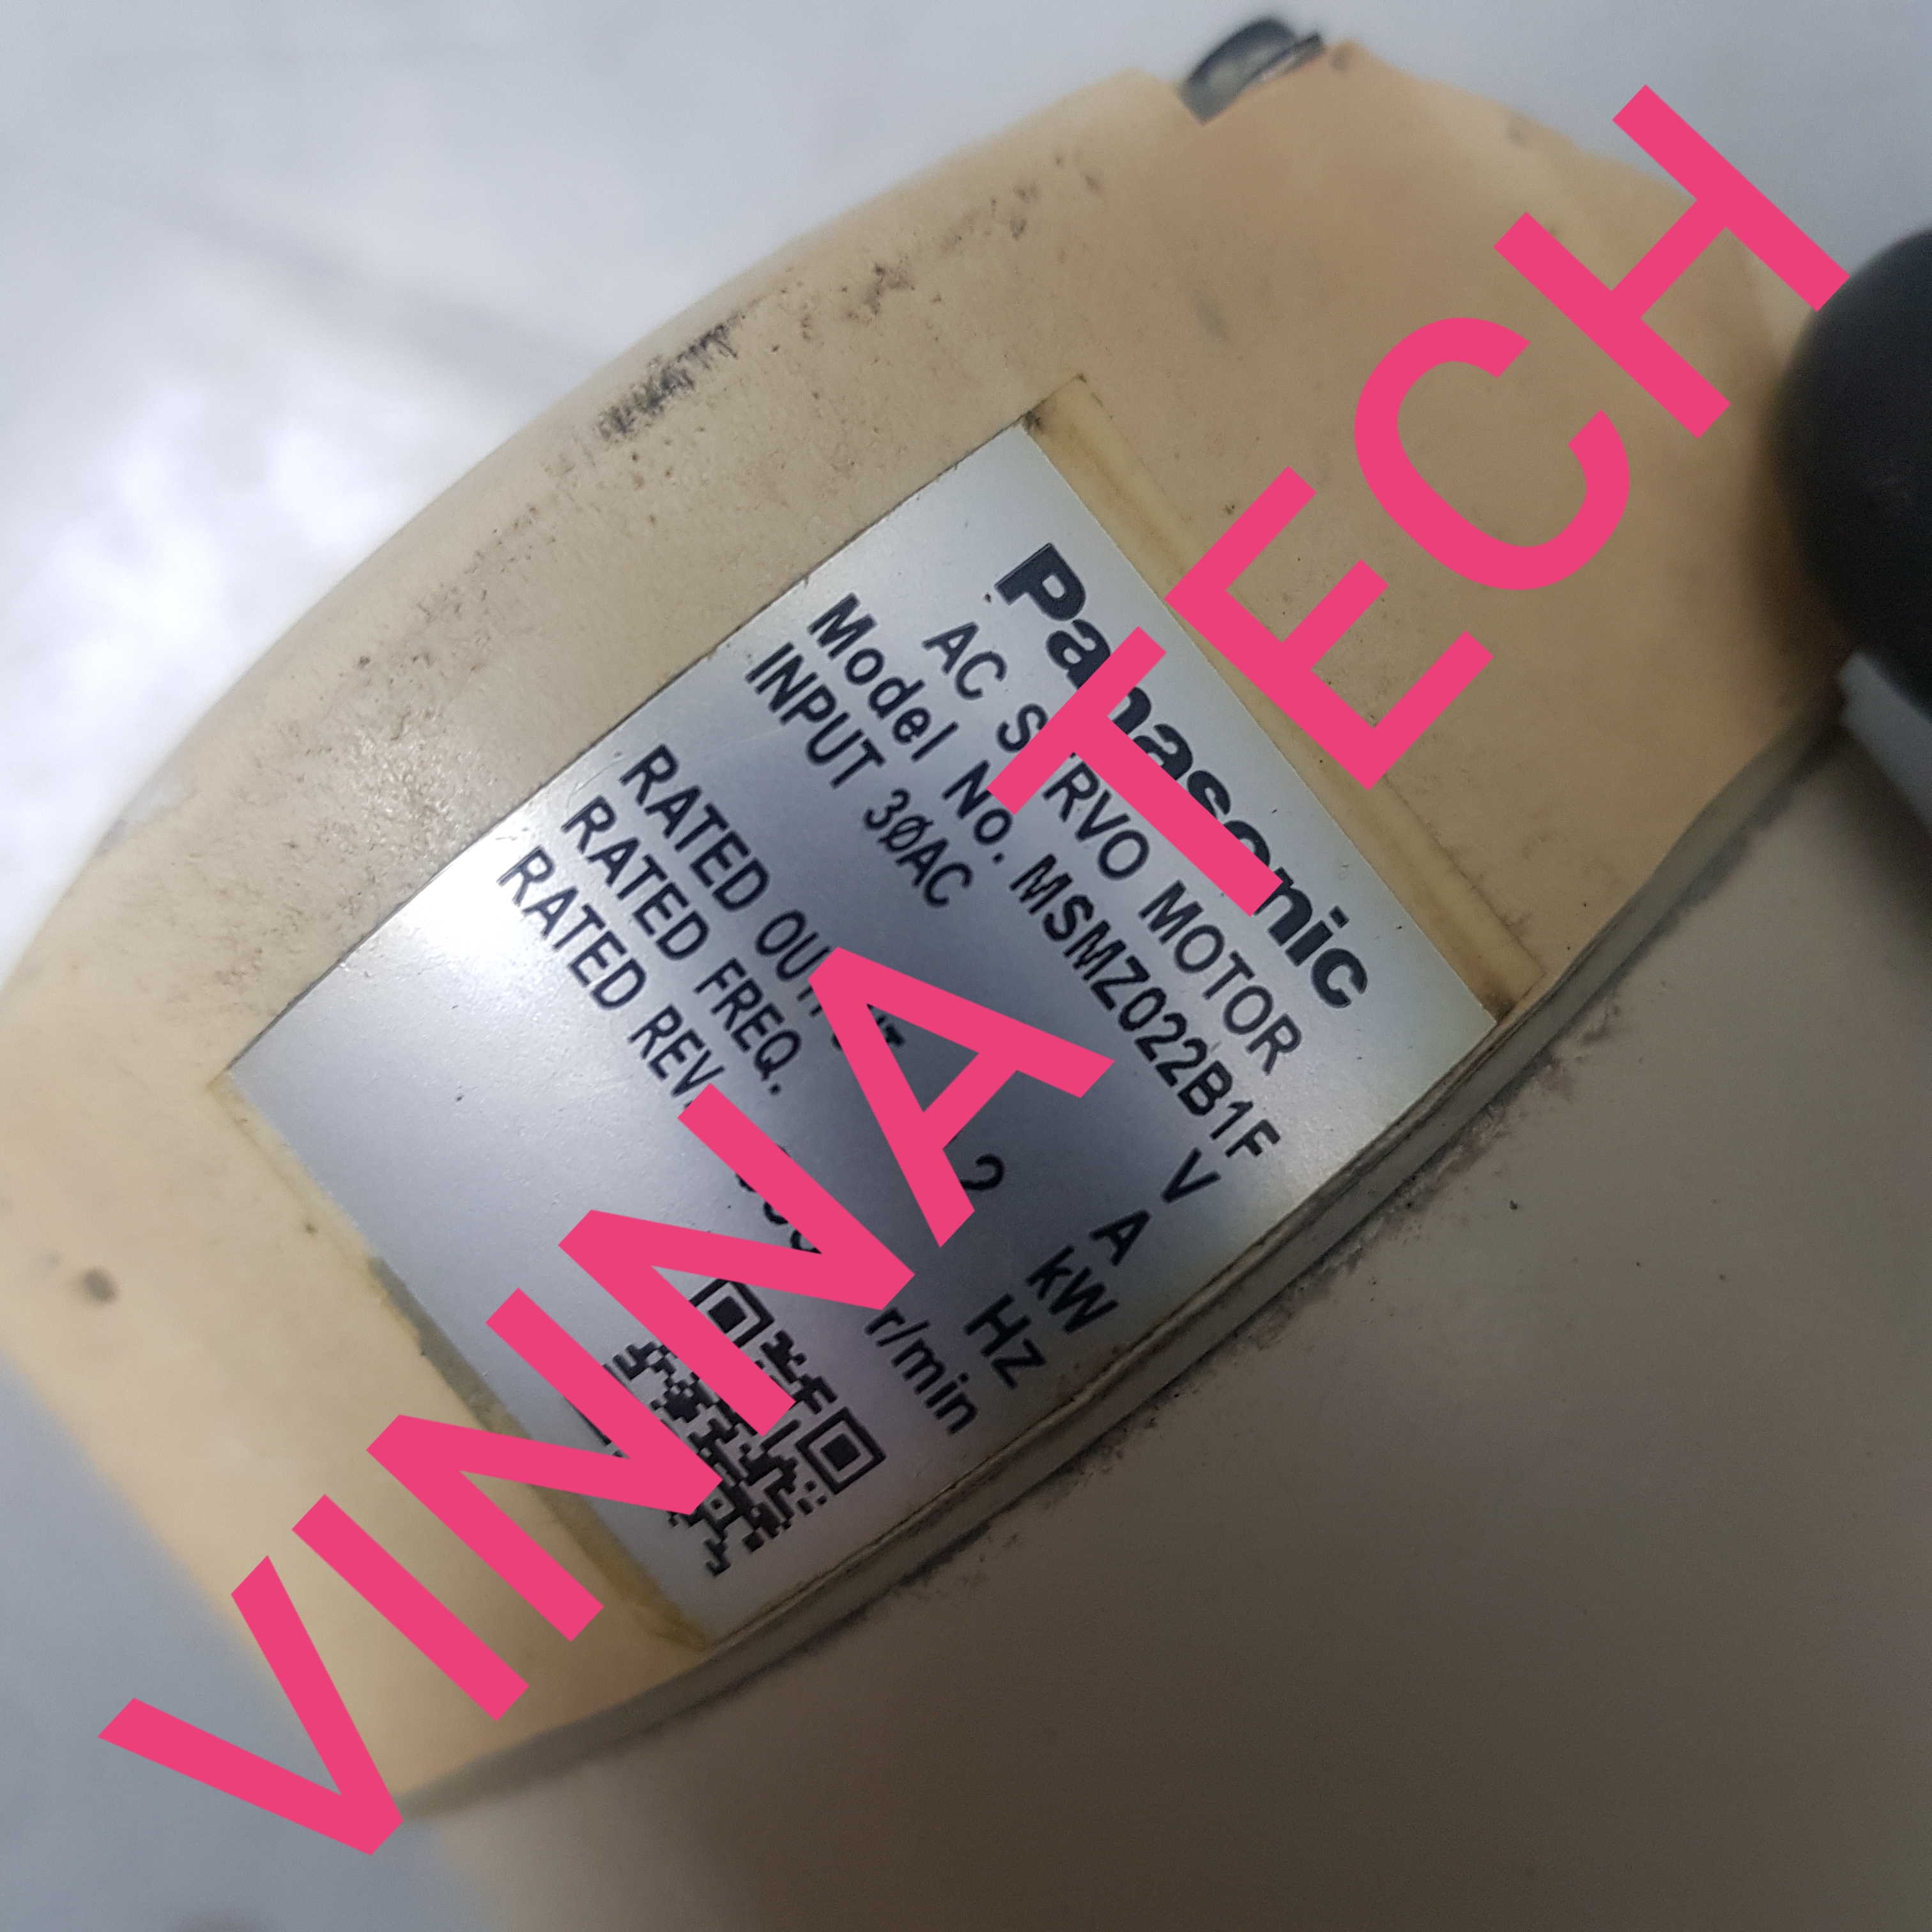 Panasonic
AC SERVO MOTOR
Model No. MSMZ022B1F
INPUT 3ØAC V
A
RATED OUTPUT 2 kW
RATED FREQ. Hz
RATED REV. r/min
VINNA TECH